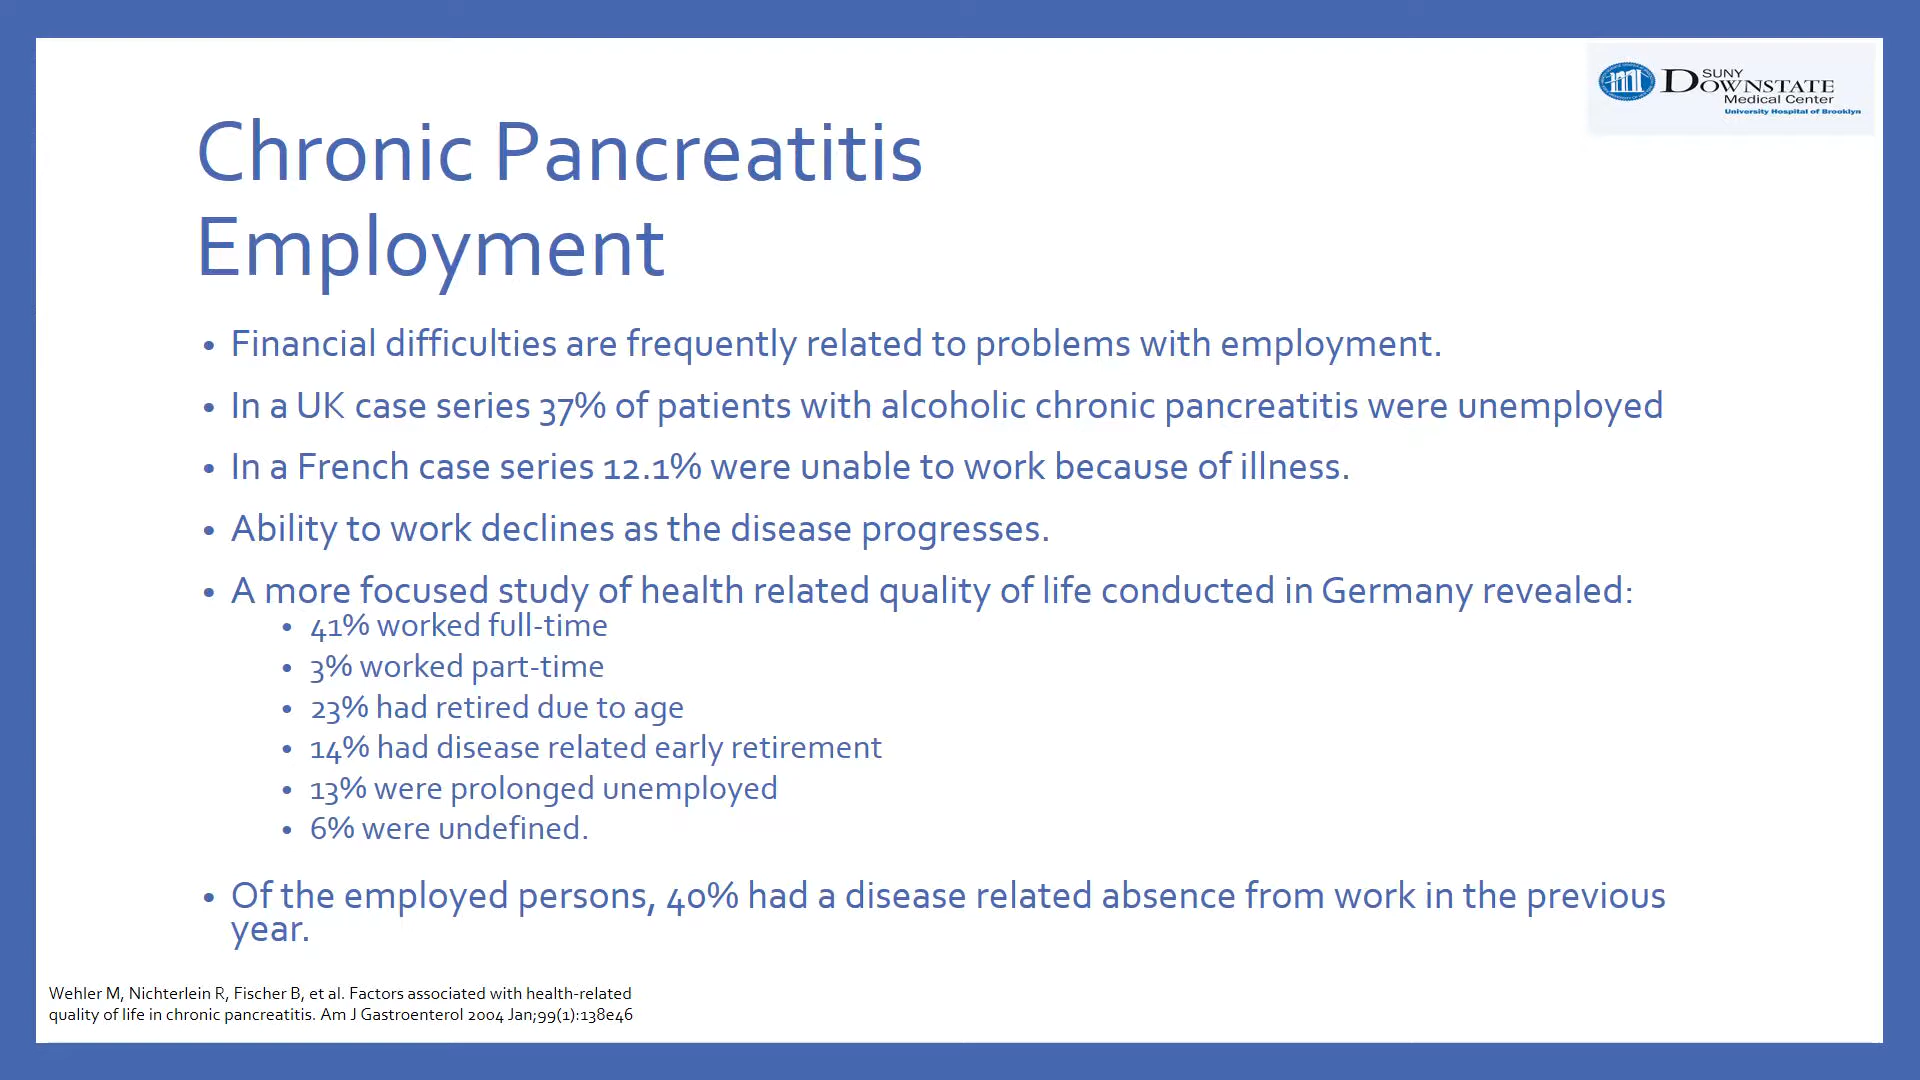 SUNY
DOWNSTATE
Medical Center
University Hospital of Brooklyn
Chronic Pancreatitis
Employment
• Financial difficulties are frequently related to problems with employment.
• In a UK case series 37% of patients with alcoholic chronic pancreatitis were unemployed
• In a French case series 12.1% were unable to work because of illness.
• Ability to work declines as the disease progresses.
• A more focused study of health related quality of life conducted in Germany revealed:
• 41% worked full-time
• 3% worked part-time
• 23% had retired due to age
• 14% had disease related early retirement
• 13% were prolonged unemployed
• 6% were undefined.
• Of the employed persons, 40% had a disease related absence from work in the previous
year.
Wehler M, Nichterlein R, Fischer B, et al. Factors associated with health-related
quality of life in chronic pancreatitis. Am J Gastroenterol 2004 Jan;99(1):138e46